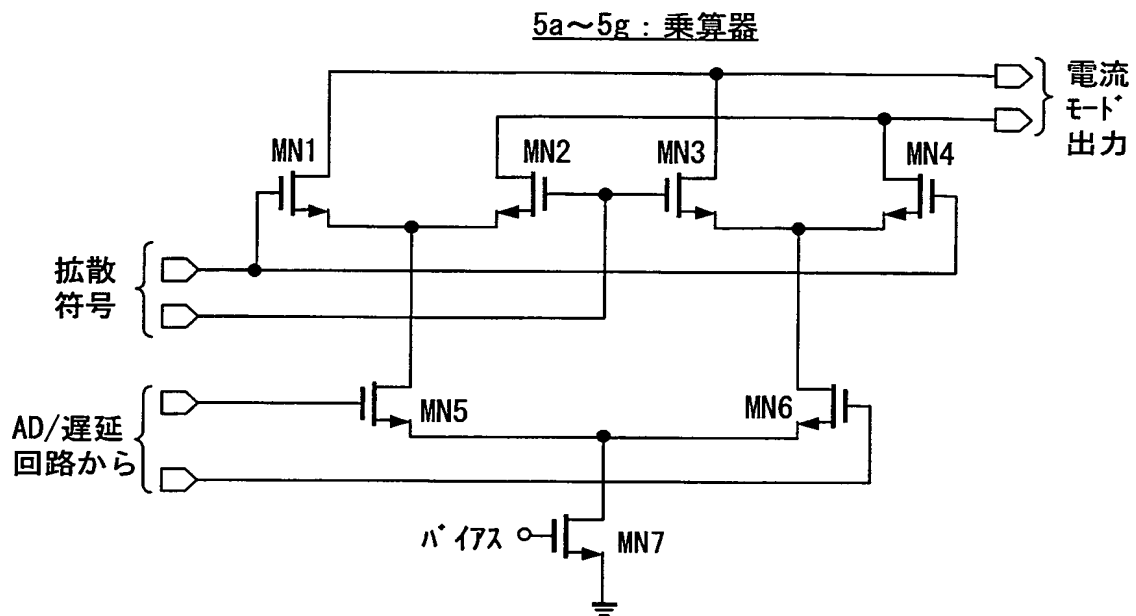 5a～5g：乗算器
電流
ﾓｰﾄﾞ
出力
MN1
MN2
MN3
MN4
拡散
符号
AD/遅延
回路から
MN5
MN6
ﾊﾞｲｱｽ
MN7